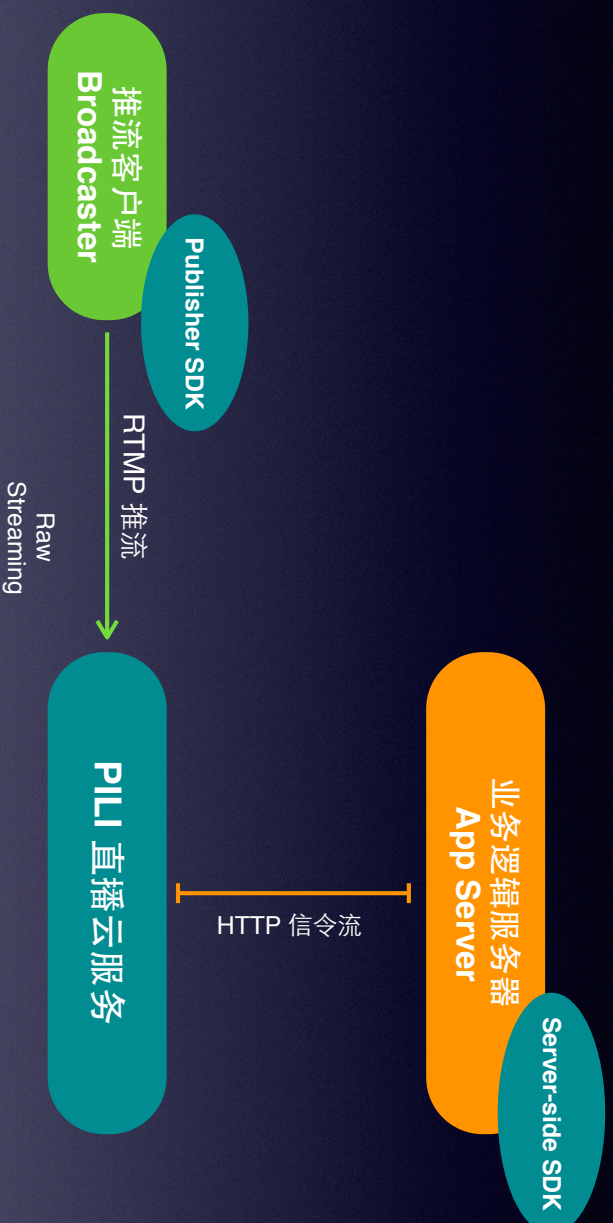 业务逻辑服务器
App Server
Server-side SDK
HTTP 信令流
Publisher SDK
推流客户端
Broadcaster
RTMP 推流
PILI 直播云服务
Raw
Streaming